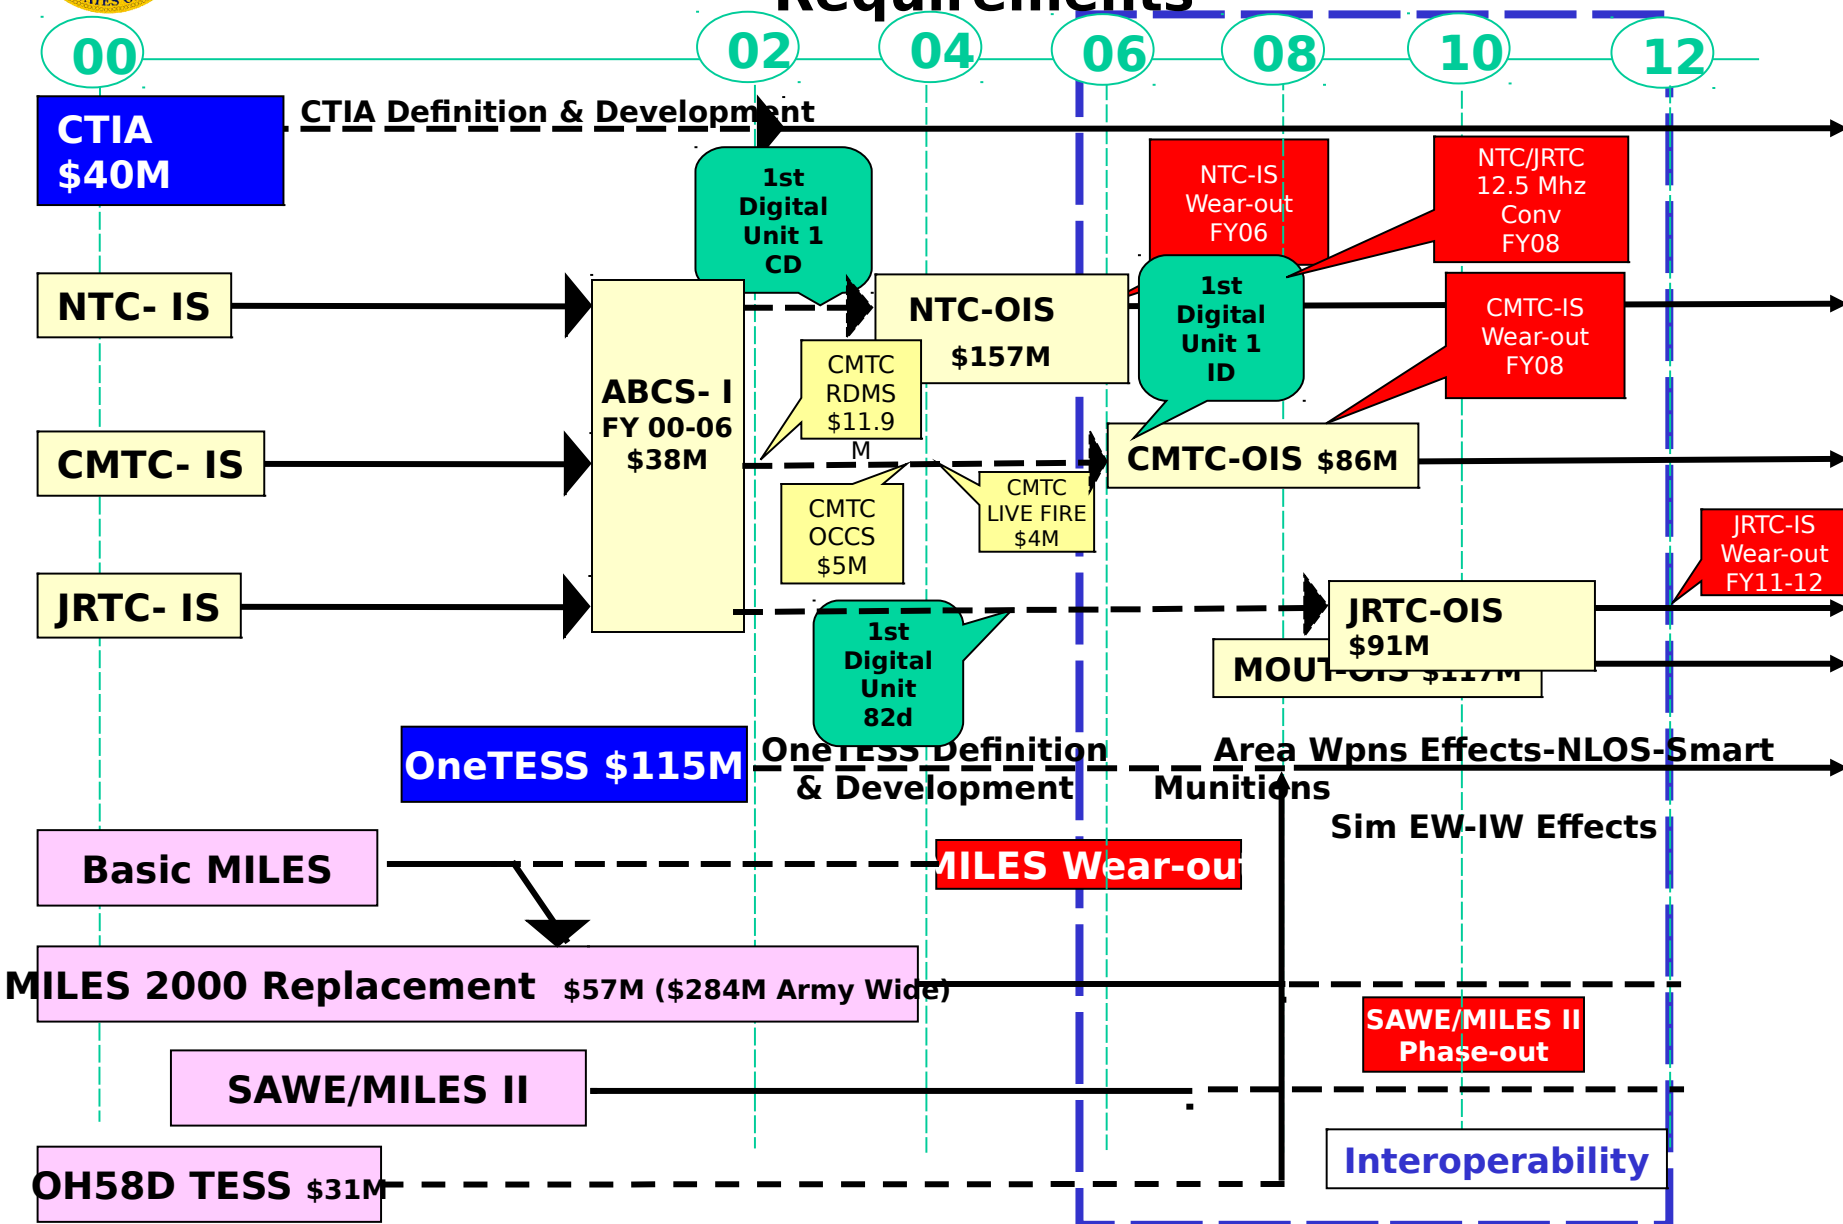 Requirements
00
02
04
06
08
10
12
CTIA
$40M
CTIA Definition & Development
1st
Digital
Unit 1
CD
NTC-IS
Wear-out
FY06
NTC/JRTC
12.5 Mhz
Conv
FY08
NTC- IS
ABCS- I
FY 00-06
$38M
NTC-OIS
$157M
1st
Digital
Unit 1
ID
CMTC-IS
Wear-out
FY08
CMTC
RDMS
$11.9
M
CMTC- IS
CMTC-OIS $86M
CMTC
OCCS
$5M
CMTC
LIVE FIRE
$4M
JRTC-IS
Wear-out
FY11-12
JRTC- IS
1st
Digital
Unit
82d
JRTC-OIS
$91M
MOUT-OIS $117M
OneTESS $115M
OneTESS Definition
& Development
Area Wpns Effects-NLOS-Smart
Munitions
Sim EW-IW Effects
Basic MILES
MILES Wear-out
MILES 2000 Replacement $57M ($284M Army Wide)
SAWE/MILES II
Phase-out
SAWE/MILES II
Interoperability
OH58D TESS $31M